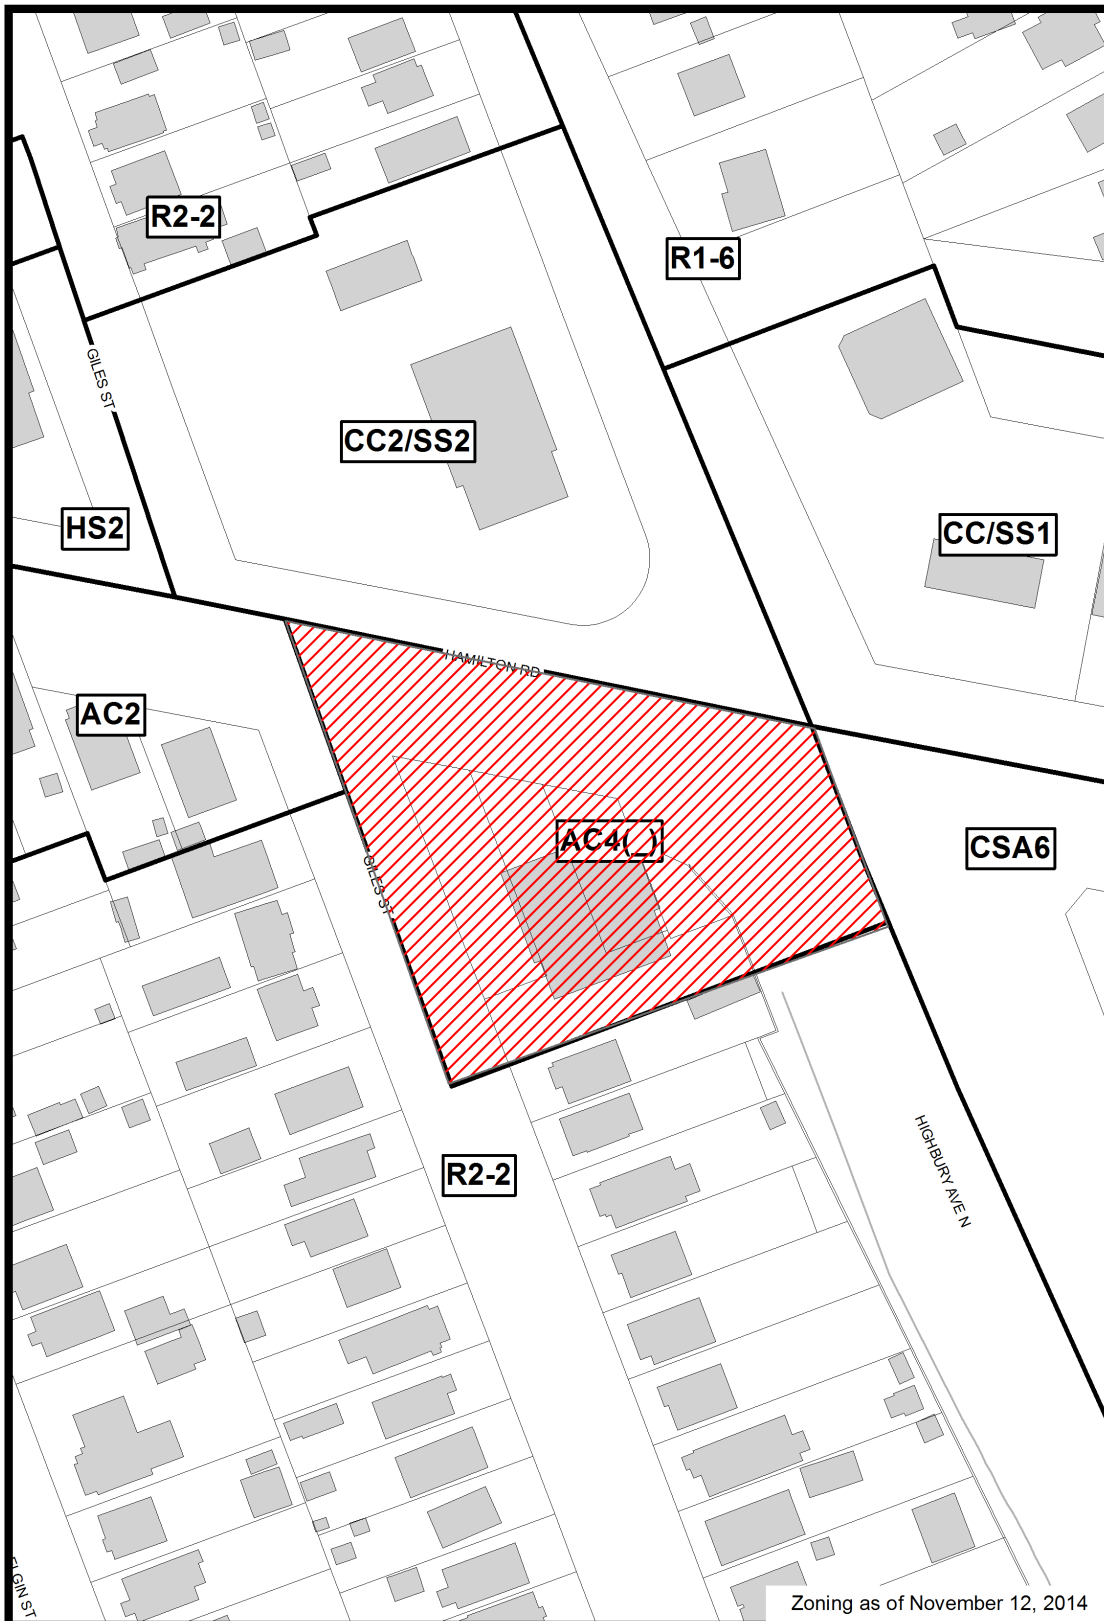 R2-2
R1-6
GILES ST
CC2/SS2
HS2
CC/SS1
HAMILTON RD
AC2
AC4(_)
CSA6
GILES ST
HIGHBURY AVE N
R2-2
ELGIN ST
Zoning as of November 12, 2014